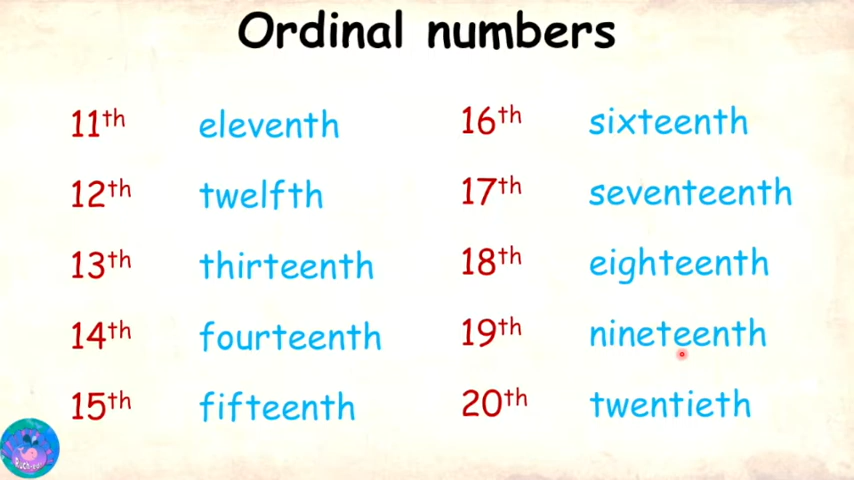 Ordinal numbers
11th eleventh
12th twelfth
13th thirteenth
14th fourteenth
15th fifteenth
16th sixteenth
17th seventeenth
18th eighteenth
19th nineteenth
20th twentieth